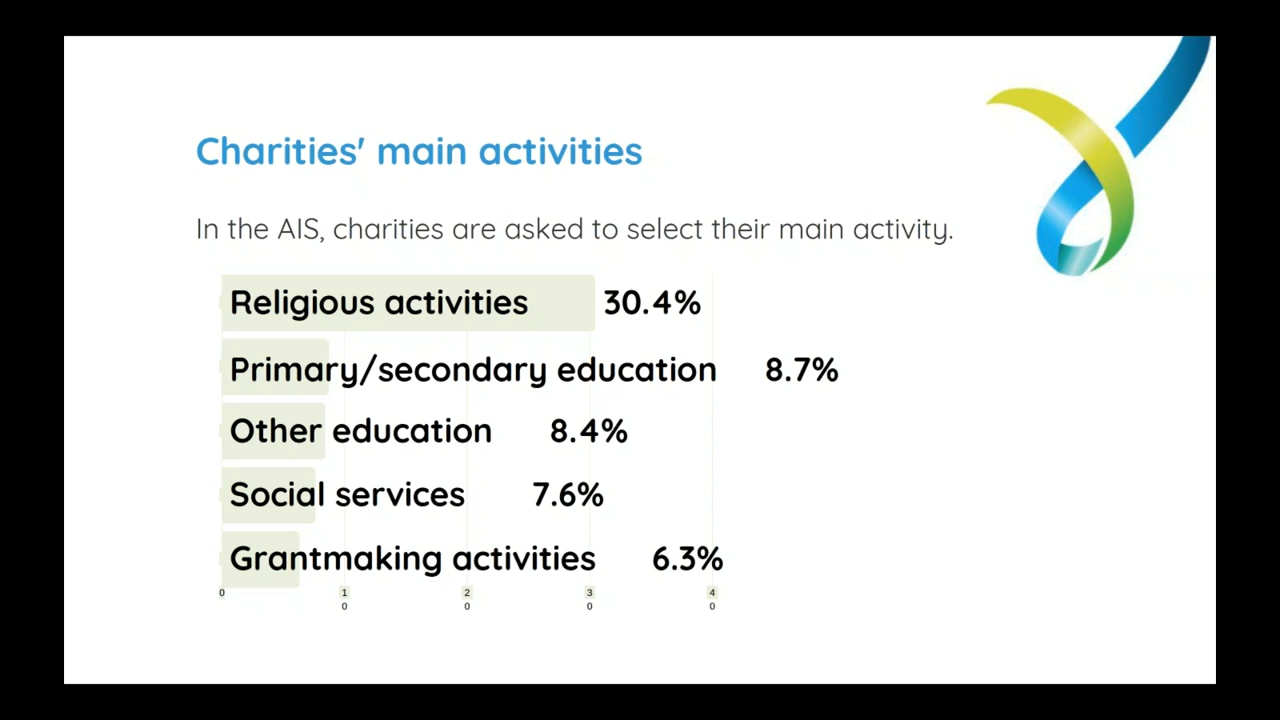 Charities' main activities
In the AIS, charities are asked to select their main activity.
Religious activities 30.4%
Primary/secondary education 8.7%
Other education 8.4%
Social services 7.6%
Grantmaking activities 6.3%
0 1 2 3 4
0 0 0 0